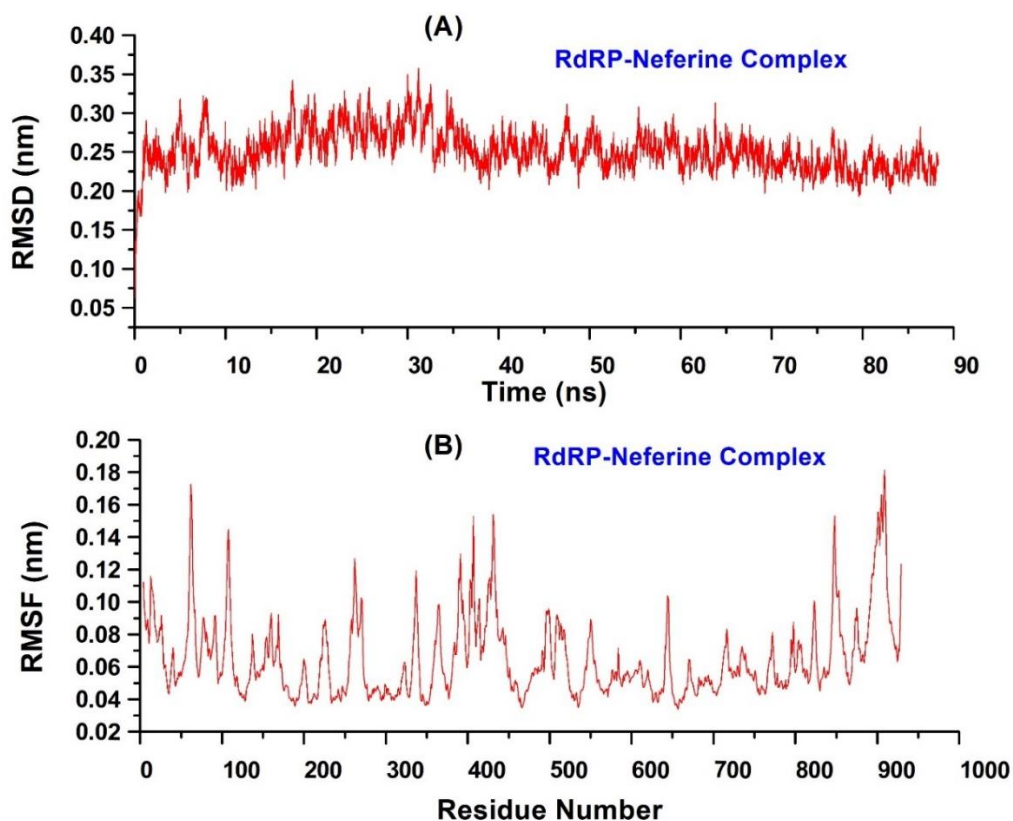 (A)
RdRP-Neferine Complex
RMSD (nm)
0.40
0.35
0.30
0.25
0.20
0.15
0.10
0.05
0 10 20 30 40 50 60 70 80 90
Time (ns)
(B)
RdRP-Neferine Complex
RMSF (nm)
0.20
0.18
0.16
0.14
0.12
0.10
0.08
0.06
0.04
0.02
0 100 200 300 400 500 600 700 800 900 1000
Residue Number